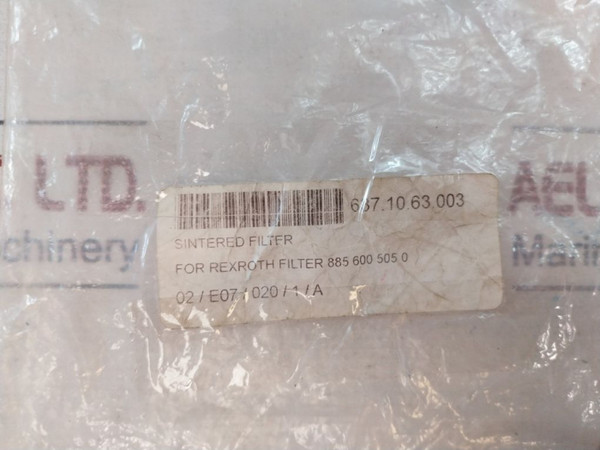 LTD.
AEL
chinery
Marin
637.10 63.003
SINTERED FILTER
FOR REXROTH FILTER 885 600 505 0
02 / E07 / 020 / 1 / A